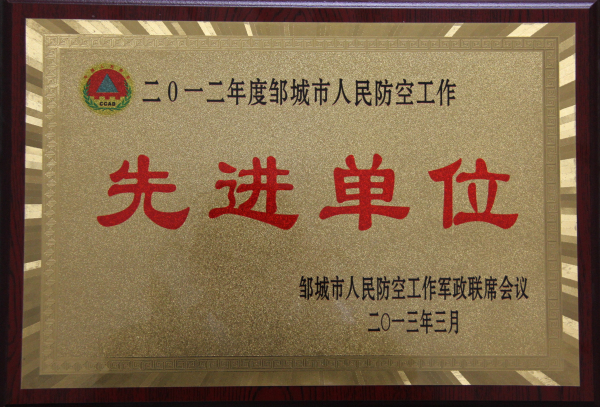 二〇一二年度邹城市人民防空工作
CCAD
先进单位
邹城市人民防空工作军政联席会议
二〇一三年三月